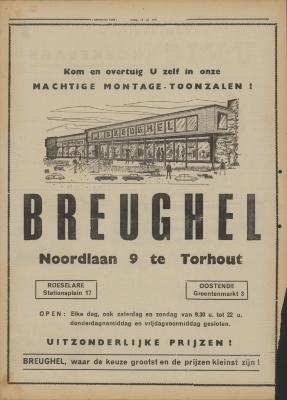 Kom en overtuig U zelf in onze
MACHTIGE MONTAGE-TOONZALEN !
BREUGHEL
BREUGHEL
Noordlaan 9 te Torhout
ROESELARE
Stationsplein 17
OOSTENDE
Groentenmarkt 3
OPEN : Elke dag, ook zaterdag en zondag van 9.30 u. tot 22 u.
donderdagnamiddag en vrijdagvoormiddag gesloten.
UITZONDERLIJKE PRIJZEN !
BREUGHEL, waar de keuze grootst en de prijzen kleinst zijn !